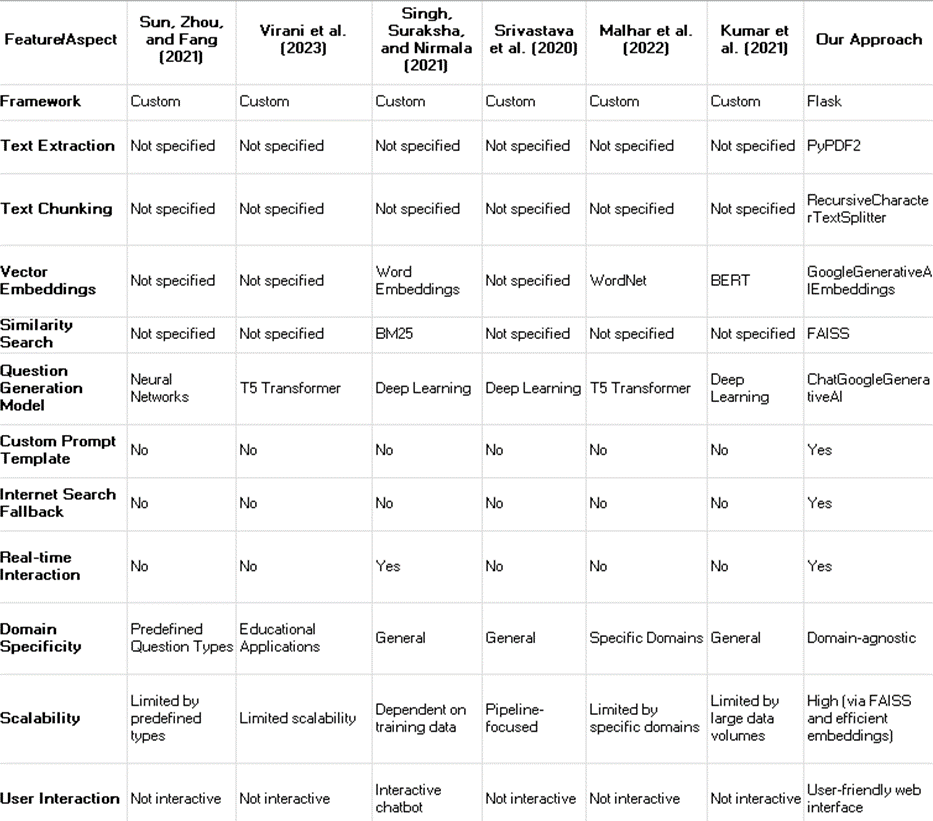 Feature/Aspect | Sun, Zhou, and Fang (2021) | Virani et al. (2023) | Singh, Suraksha, and Nirmala (2021) | Srivastava et al. (2020) | Malhar et al. (2022) | Kumar et al. (2021) | Our Approach
Framework | Custom | Custom | Custom | Custom | Custom | Custom | Flask
Text Extraction | Not specified | Not specified | Not specified | Not specified | Not specified | Not specified | PyPDF2
Text Chunking | Not specified | Not specified | Not specified | Not specified | Not specified | Not specified | RecursiveCharacterTextSplitter
Vector Embeddings | Not specified | Not specified | Word Embeddings | Not specified | WordNet | BERT | GoogleGenerativeAIEmbeddings
Similarity Search | Not specified | Not specified | BM25 | Not specified | Not specified | Not specified | FAISS
Question Generation Model | Neural Networks | T5 Transformer | Deep Learning | Deep Learning | T5 Transformer | Deep Learning | ChatGoogleGenerativeAI
Custom Prompt Template | No | No | No | No | No | No | Yes
Internet Search Fallback | No | No | No | No | No | No | Yes
Real-time Interaction | No | No | Yes | No | No | No | Yes
Domain Specificity | Predefined Question Types | Educational Applications | General | General | Specific Domains | General | Domain-agnostic
Scalability | Limited by predefined types | Limited scalability | Dependent on training data | Pipeline-focused | Limited by specific domains | Limited by large data volumes | High (via FAISS and efficient embeddings)
User Interaction | Not interactive | Not interactive | Interactive chatbot | Not interactive | Not interactive | Not interactive | User-friendly web interface